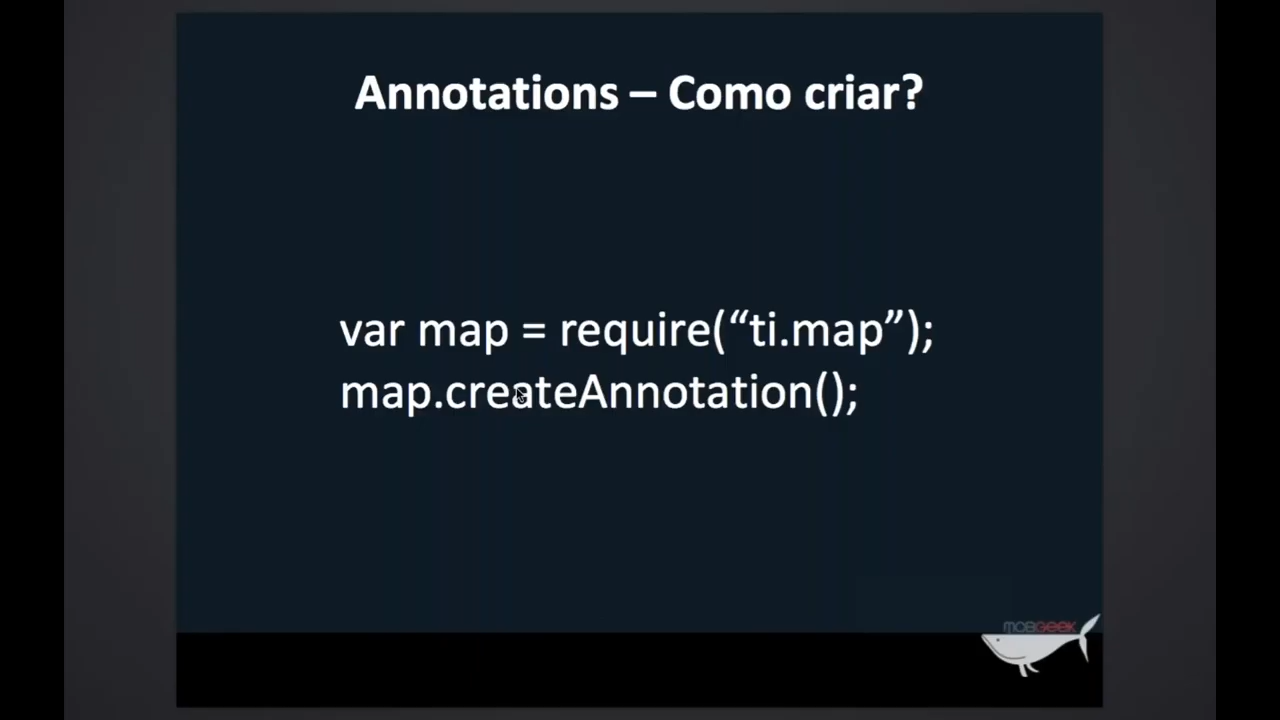 Annotations – Como criar?
var map = require(“ti.map”);
map.createAnnotation();
MOBGEEK